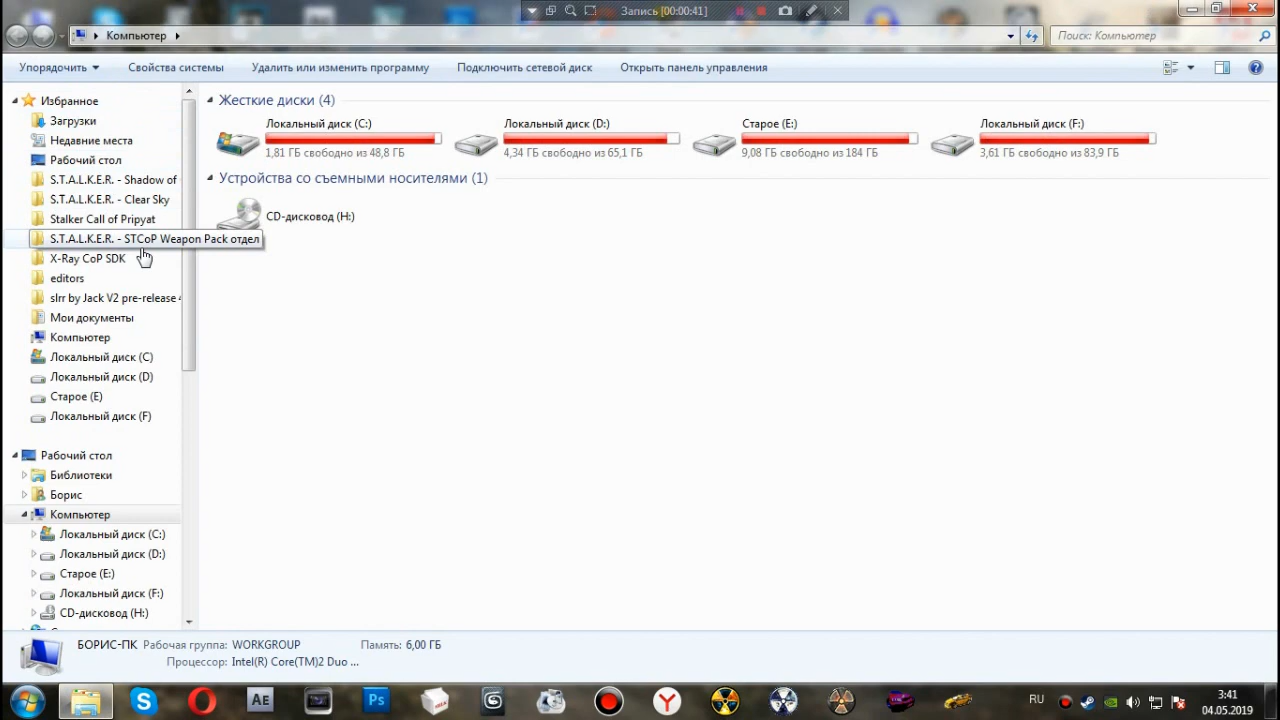 Запись [00:00:41]
Компьютер
Поиск: Компьютер
Упорядочить
Свойства системы
Удалить или изменить программу
Подключить сетевой диск
Открыть панель управления
Избранное
Загрузки
Недавние места
Рабочий стол
S.T.A.L.K.E.R. - Shadow of
S.T.A.L.K.E.R. - Clear Sky
Stalker Call of Pripyat
S.T.A.L.K.E.R. - STCoP Weapon Pack отдел
X-Ray CoP SDK
editors
slrr by Jack V2 pre-release
Мои документы
Компьютер
Локальный диск (C)
Локальный диск (D)
Старое (E)
Локальный диск (F)
Рабочий стол
Библиотеки
Борис
Компьютер
Локальный диск (C:)
Локальный диск (D:)
Старое (E:)
Локальный диск (F:)
CD-дисковод (H:)
Жесткие диски (4)
Локальный диск (C:)
1,81 ГБ свободно из 48,8 ГБ
Локальный диск (D:)
4,34 ГБ свободно из 65,1 ГБ
Старое (E:)
9,08 ГБ свободно из 184 ГБ
Локальный диск (F:)
3,61 ГБ свободно из 83,9 ГБ
Устройства со съемными носителями (1)
CD-дисковод (H:)
БОРИС-ПК Рабочая группа: WORKGROUP Память: 6,00 ГБ
Процессор: Intel(R) Core(TM)2 Duo ...
AE
Ps
RU
3:41
04.05.2019